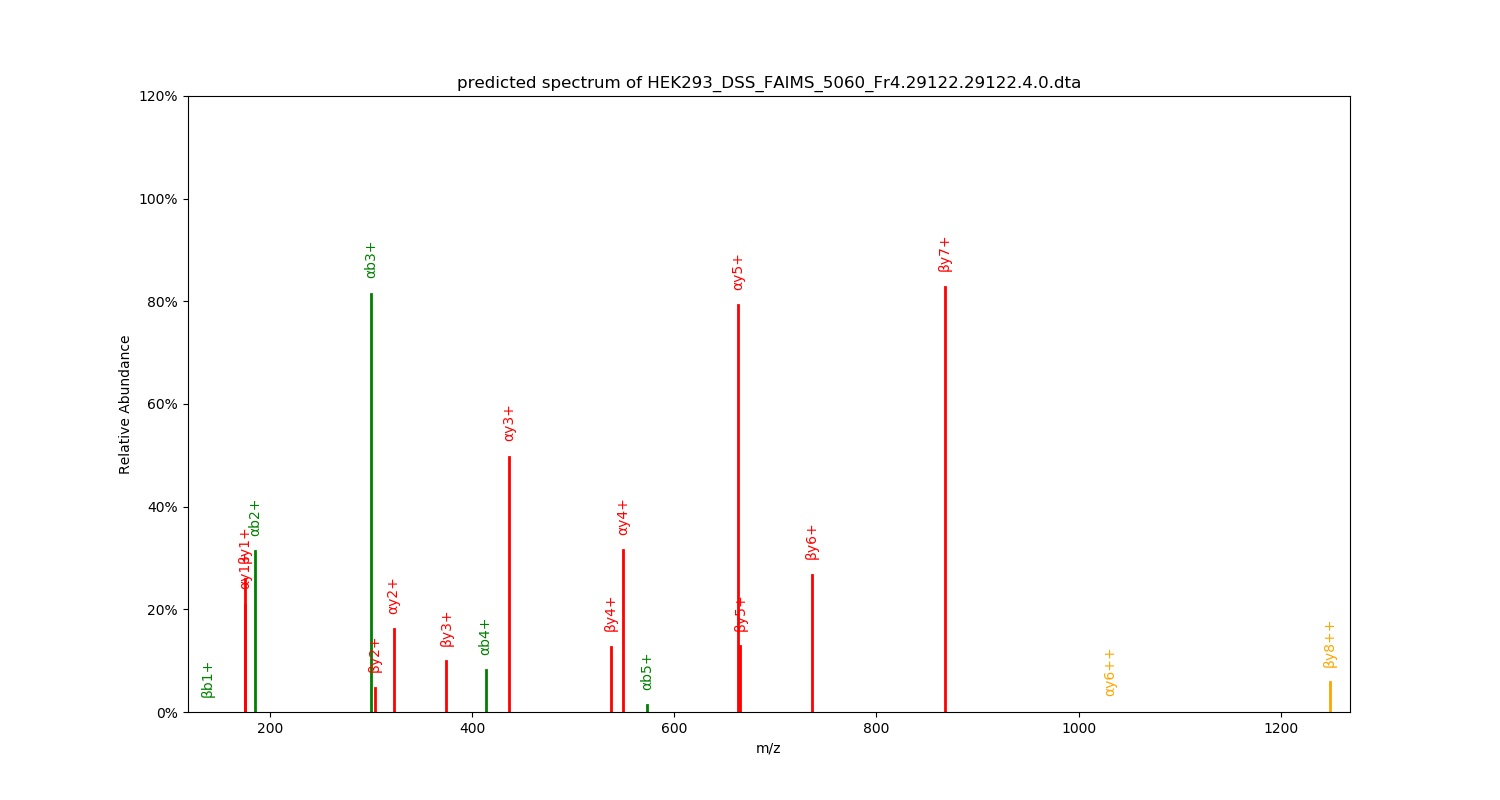 predicted spectrum of HEK293_DSS_FAIMS_5060_Fr4.29122.29122.4.0.dta
120%
100%
80%
60%
40%
20%
0%
Relative Abundance
βb1+
αy1+
βy1+
αb2+
αb3+
βy2+
αy2+
βy3+
αb4+
αy3+
βy4+
αy4+
αb5+
αy5+
βy5+
βy6+
βy7+
αy6++
βy8++
200
400
600
800
1000
1200
m/z